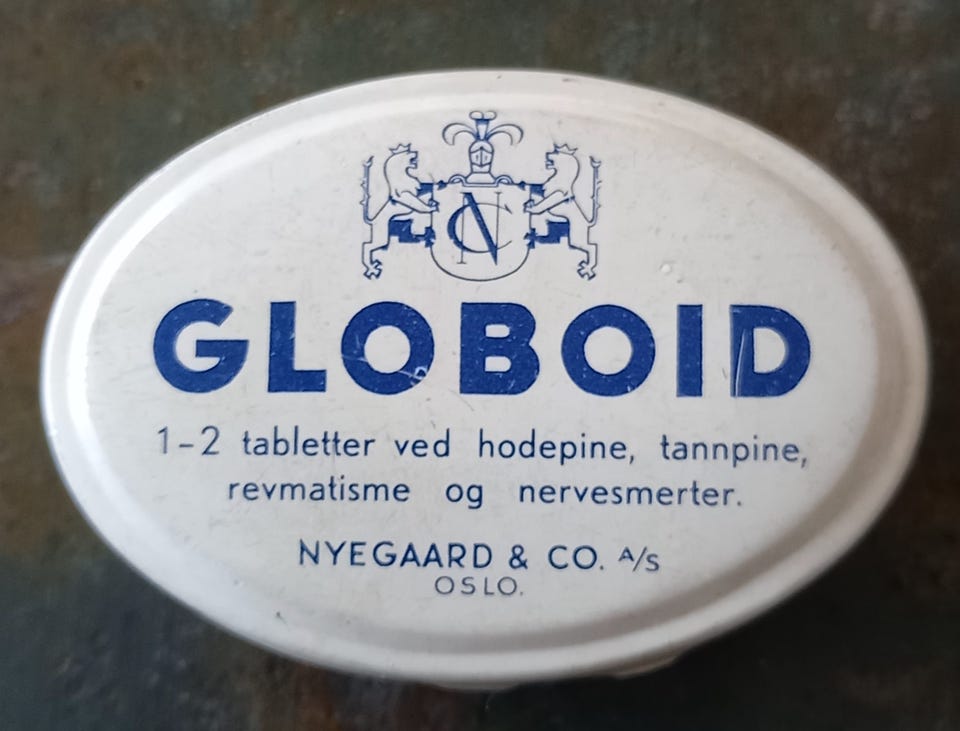 NC
GLOBOID
1-2 tabletter ved hodepine, tannpine,
revmatisme og nervesmerter.
NYEGAARD & CO. A/S
OSLO.